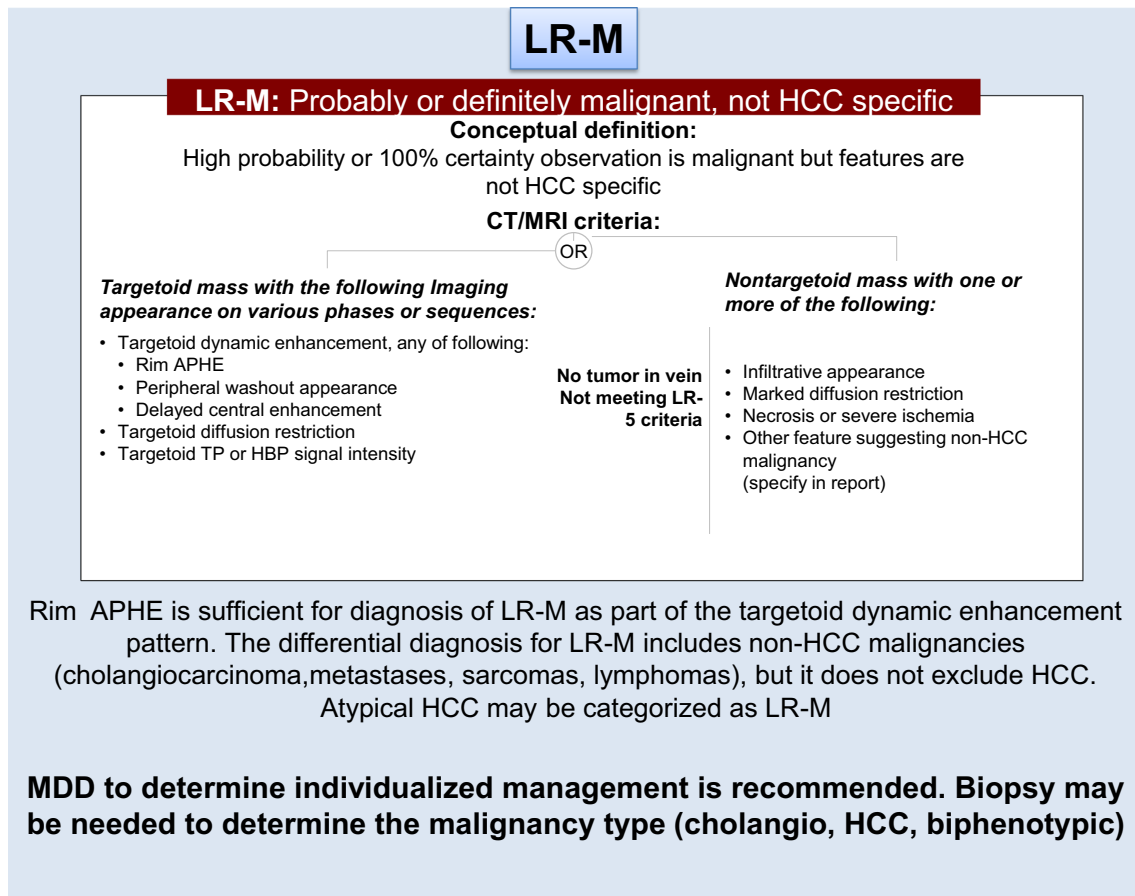 LR-M
LR-M: Probably or definitely malignant, not HCC specific
Conceptual definition:
High probability or 100% certainty observation is malignant but features are
not HCC specific
CT/MRI criteria:
OR
Targetoid mass with the following Imaging
appearance on various phases or sequences:
• Targetoid dynamic enhancement, any of following:
• Rim APHE
• Peripheral washout appearance
• Delayed central enhancement
• Targetoid diffusion restriction
• Targetoid TP or HBP signal intensity
No tumor in vein
Not meeting LR-
5 criteria
Nontargetoid mass with one or
more of the following:
• Infiltrative appearance
• Marked diffusion restriction
• Necrosis or severe ischemia
• Other feature suggesting non-HCC
malignancy
(specify in report)
Rim APHE is sufficient for diagnosis of LR-M as part of the targetoid dynamic enhancement
pattern. The differential diagnosis for LR-M includes non-HCC malignancies
(cholangiocarcinoma,metastases, sarcomas, lymphomas), but it does not exclude HCC.
Atypical HCC may be categorized as LR-M
MDD to determine individualized management is recommended. Biopsy may
be needed to determine the malignancy type (cholangio, HCC, biphenotypic)